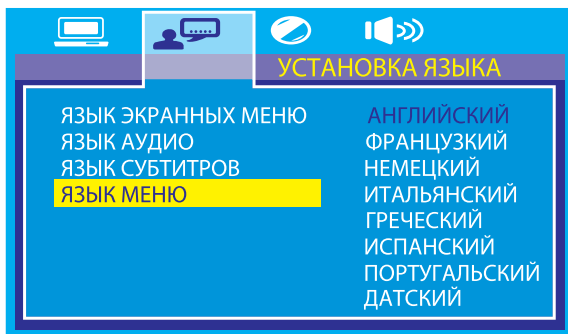 УСТАНОВКА ЯЗЫКА
ЯЗЫК ЭКРАННЫХ МЕНЮ
ЯЗЫК АУДИО
ЯЗЫК СУБТИТРОВ
ЯЗЫК МЕНЮ
АНГЛИЙСКИЙ
ФРАНЦУЗКИЙ
НЕМЕЦКИЙ
ИТАЛЬЯНСКИЙ
ГРЕЧЕСКИЙ
ИСПАНСКИЙ
ПОРТУГАЛЬСКИЙ
ДАТСКИЙ